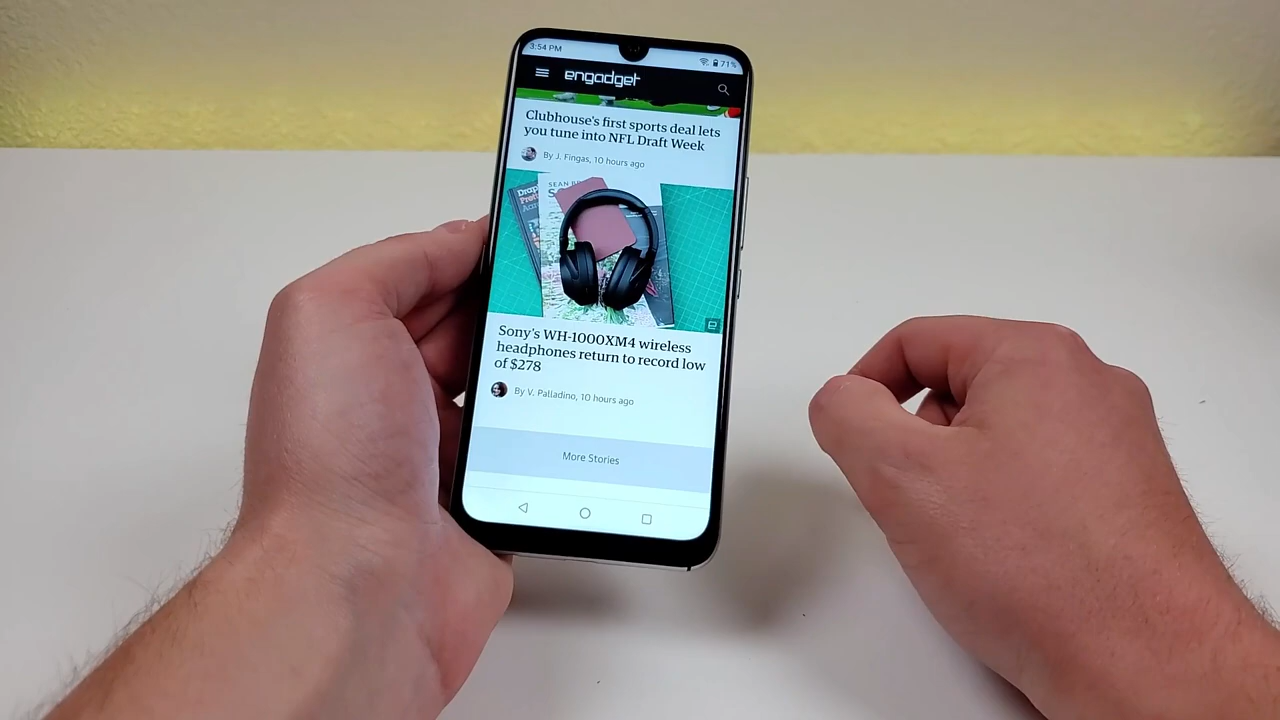 3:54 PM
71%
engadget
Clubhouse's first sports deal lets
you tune into NFL Draft Week
By J. Fingas, 10 hours ago
SEAN
Sony's WH-1000XM4 wireless
headphones return to record low
of $278
By V. Palladino, 10 hours ago
More Stories